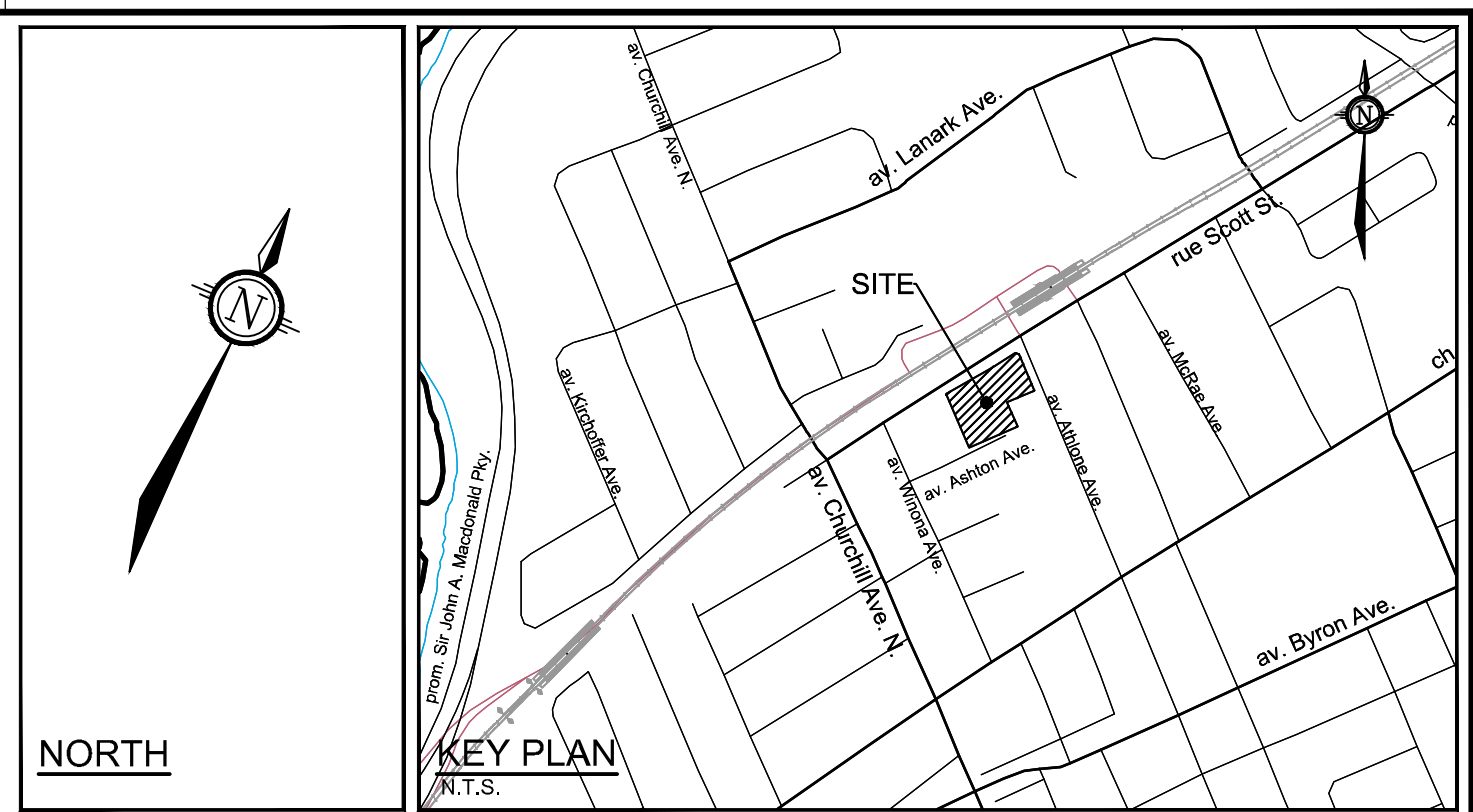 N
NORTH
av. Churchill Ave. N.
av. Lanark Ave.
N
rue Scott St.
SITE
av. McRae Ave
ch
av. Kirchoffer Ave.
av. Athlone Ave.
av. Ashton Ave.
av. Winona Ave.
av. Churchill Ave. N.
prom. Sir John A. Macdonald Pky.
av. Byron Ave.
KEY PLAN
N.T.S.